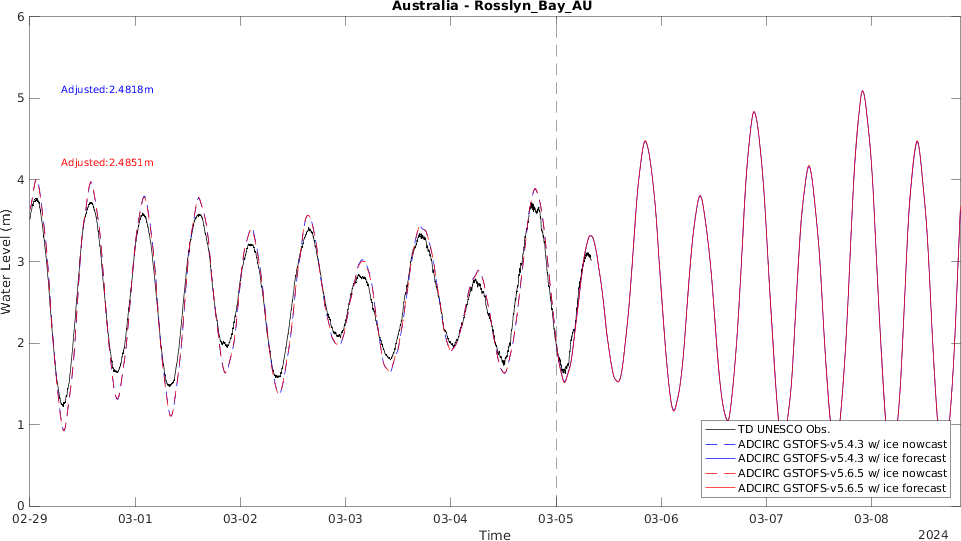 Australia - Rosslyn_Bay_AU
6
5
4
3
2
1
0
Water Level (m)
Adjusted:2.4818m
Adjusted:2.4851m
TD UNESCO Obs.
ADCIRC GSTOFS-v5.4.3 w/ ice nowcast
ADCIRC GSTOFS-v5.4.3 w/ ice forecast
ADCIRC GSTOFS-v5.6.5 w/ ice nowcast
ADCIRC GSTOFS-v5.6.5 w/ ice forecast
02-29 03-01 03-02 03-03 03-04 03-05 03-06 03-07 03-08
Time
2024